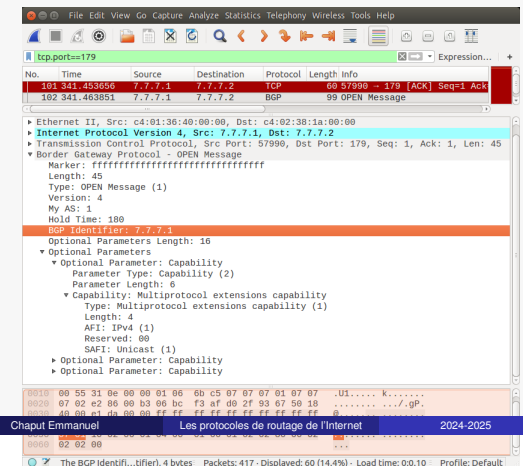 File Edit View Go Capture Analyze Statistics Telephony Wireless Tools Help
tcp.port==179
Expression... +
No. Time Source Destination Protocol Length Info
101 341.453656 7.7.7.1 7.7.7.2 TCP 60 57990 → 179 [ACK] Seq=1 Ack
102 341.463851 7.7.7.1 7.7.7.2 BGP 99 OPEN Message
Ethernet II, Src: c4:01:36:40:00:00, Dst: c4:02:38:1a:00:00
Internet Protocol Version 4, Src: 7.7.7.1, Dst: 7.7.7.2
Transmission Control Protocol, Src Port: 57990, Dst Port: 179, Seq: 1, Ack: 1, Len: 45
Border Gateway Protocol - OPEN Message
Marker: ffffffffffffffffffffffffffffffff
Length: 45
Type: OPEN Message (1)
Version: 4
My AS: 1
Hold Time: 180
BGP Identifier: 7.7.7.1
Optional Parameters Length: 16
Optional Parameters
Optional Parameter: Capability
Parameter Type: Capability (2)
Parameter Length: 6
Capability: Multiprotocol extensions capability
Type: Multiprotocol extensions capability (1)
Length: 4
AFI: IPv4 (1)
Reserved: 00
SAFI: Unicast (1)
Optional Parameter: Capability
Optional Parameter: Capability
0010 00 55 31 0e 00 00 01 06 6b c5 07 07 07 01 07 07 .U1..... k.......
0020 07 02 e2 86 00 b3 06 bc f3 af d0 2f 93 67 50 18 ........ .../.gP.
Chaput Emmanuel Les protocoles de routage de l'Internet 2024-2025
0060 02 02 00 ...
The BGP Identifi...tifier), 4 bytes Packets: 417 · Displayed: 60 (14.4%) · Load time: 0:0.10 Profile: Default